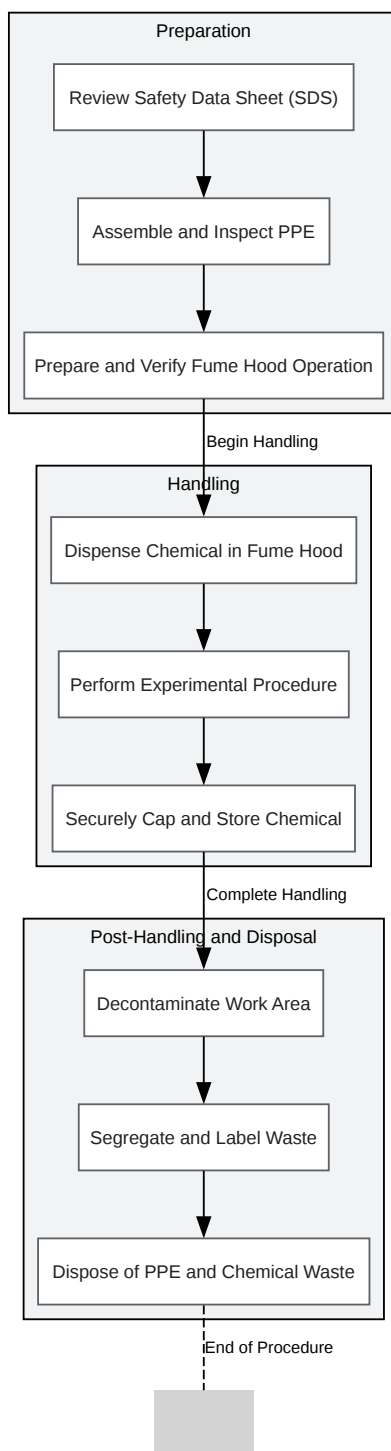 Preparation
Review Safety Data Sheet (SDS)
Assemble and Inspect PPE
Prepare and Verify Fume Hood Operation
Begin Handling
Handling
Dispense Chemical in Fume Hood
Perform Experimental Procedure
Securely Cap and Store Chemical
Complete Handling
Post-Handling and Disposal
Decontaminate Work Area
Segregate and Label Waste
Dispose of PPE and Chemical Waste
End of Procedure